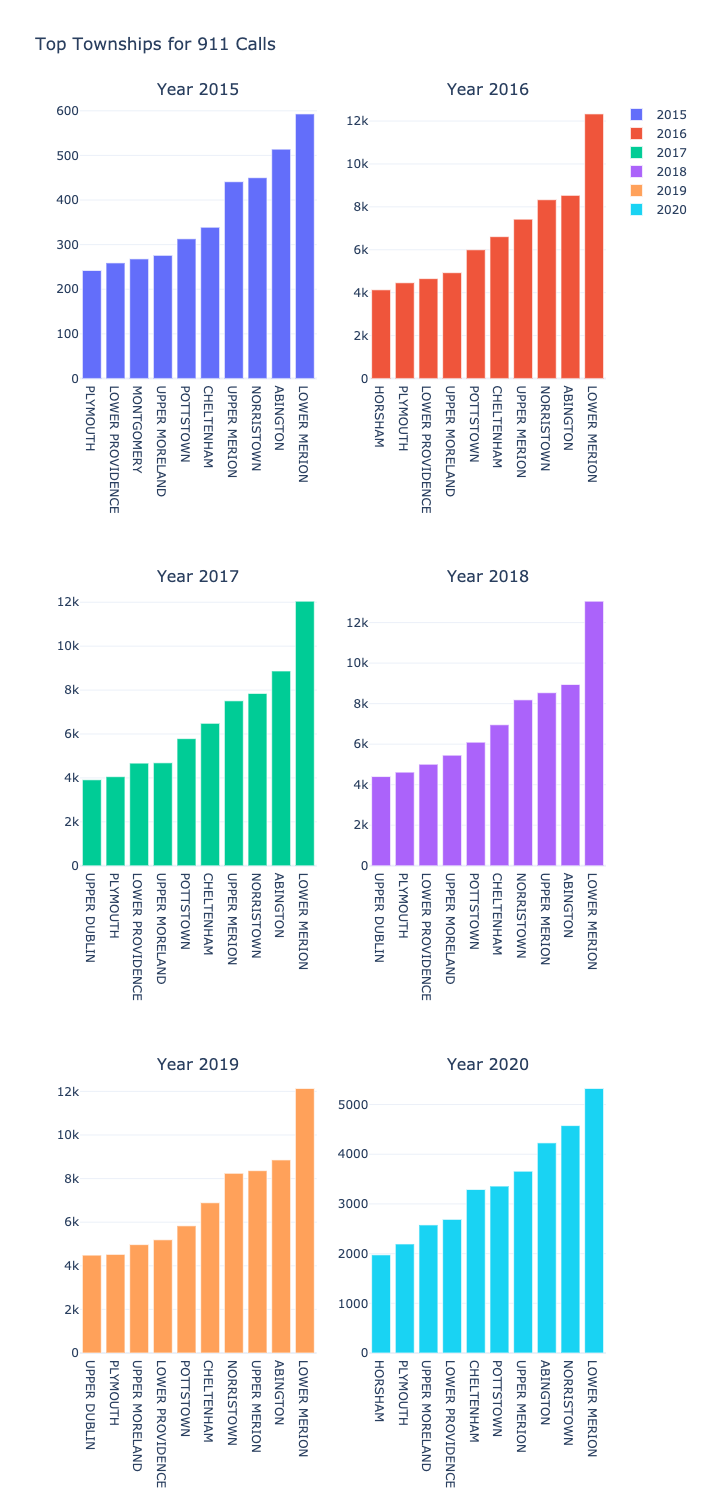 Top Townships for 911 Calls
Year 2015
600
500
400
300
200
100
0
PLYMOUTH
LOWER PROVIDENCE
MONTGOMERY
UPPER MORELAND
POTTSTOWN
CHELTENHAM
UPPER MERION
NORRISTOWN
ABINGTON
LOWER MERION
Year 2016
12k
10k
8k
6k
4k
2k
0
HORSHAM
PLYMOUTH
LOWER PROVIDENCE
UPPER MORELAND
POTTSTOWN
CHELTENHAM
UPPER MERION
NORRISTOWN
ABINGTON
LOWER MERION
2015
2016
2017
2018
2019
2020
Year 2017
12k
10k
8k
6k
4k
2k
0
UPPER DUBLIN
PLYMOUTH
LOWER PROVIDENCE
UPPER MORELAND
POTTSTOWN
CHELTENHAM
UPPER MERION
NORRISTOWN
ABINGTON
LOWER MERION
Year 2018
12k
10k
8k
6k
4k
2k
0
UPPER DUBLIN
PLYMOUTH
LOWER PROVIDENCE
UPPER MORELAND
POTTSTOWN
CHELTENHAM
NORRISTOWN
UPPER MERION
ABINGTON
LOWER MERION
Year 2019
12k
10k
8k
6k
4k
2k
0
UPPER DUBLIN
PLYMOUTH
UPPER MORELAND
LOWER PROVIDENCE
POTTSTOWN
CHELTENHAM
NORRISTOWN
UPPER MERION
ABINGTON
LOWER MERION
Year 2020
5000
4000
3000
2000
1000
0
HORSHAM
PLYMOUTH
UPPER MORELAND
LOWER PROVIDENCE
CHELTENHAM
POTTSTOWN
UPPER MERION
ABINGTON
NORRISTOWN
LOWER MERION